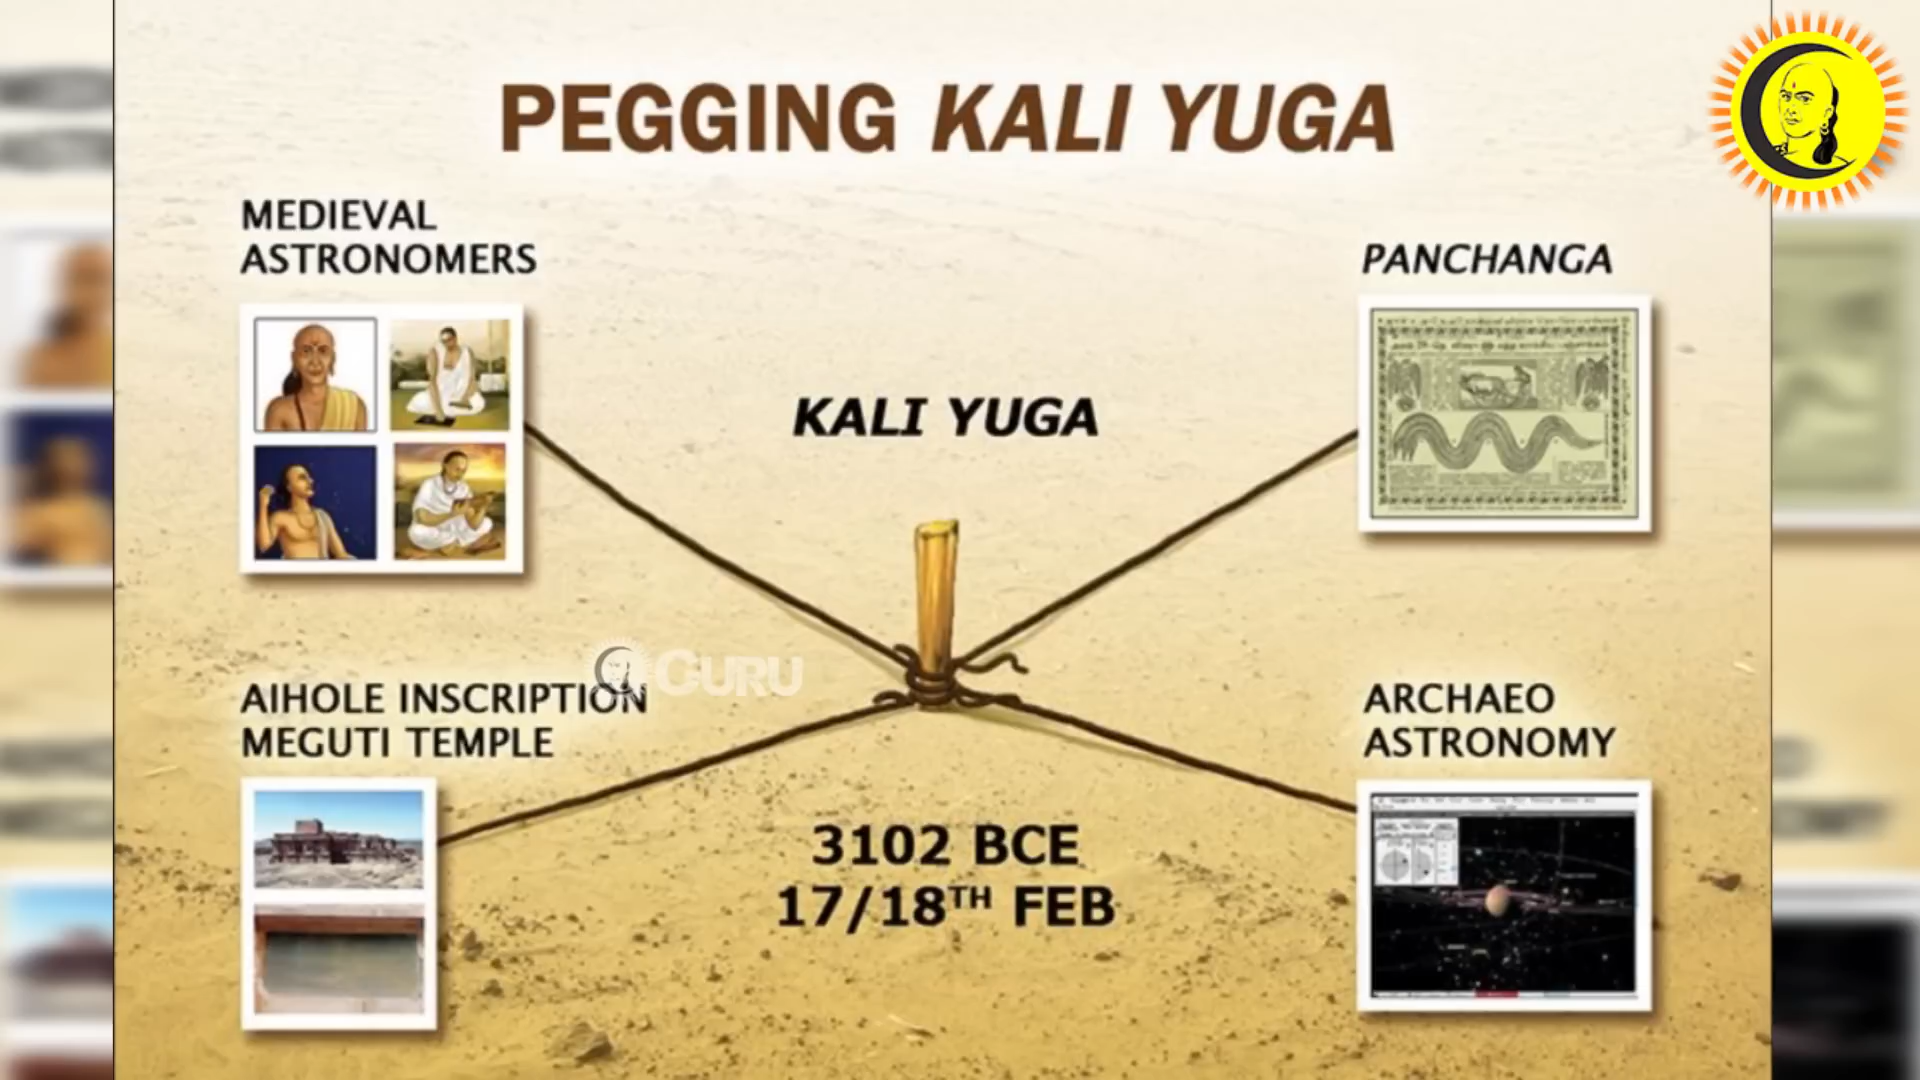 PEGGING KALI YUGA
MEDIEVAL
ASTRONOMERS
PANCHANGA
KALI YUGA
GURU
AIHOLE INSCRIPTION
MEGUTI TEMPLE
ARCHAEO
ASTRONOMY
3102 BCE
17/18TH FEB